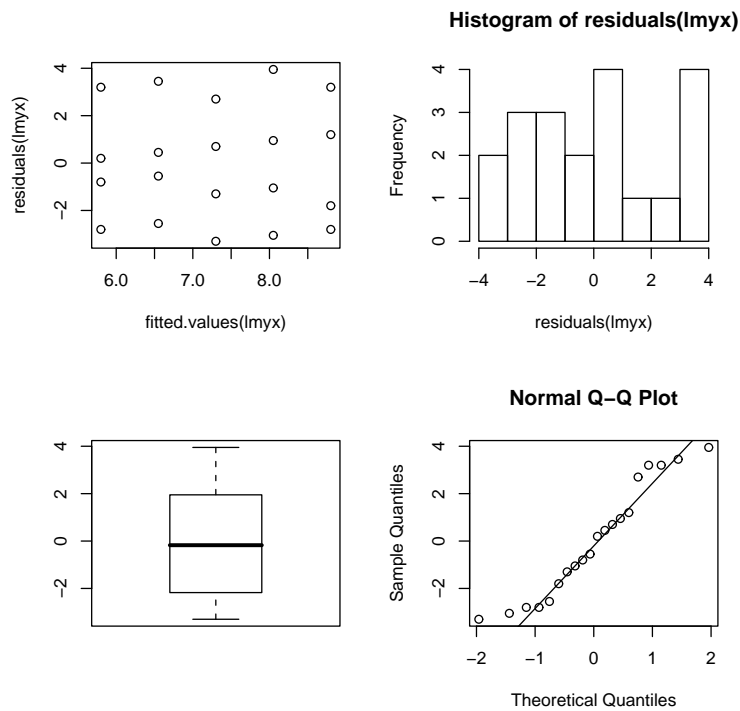 residuals(lmyx)
4
2
0
−2
6.0 7.0 8.0
fitted.values(lmyx)
Histogram of residuals(lmyx)
Frequency
4
3
2
1
0
−4 −2 0 2 4
residuals(lmyx)
4
2
0
−2
Normal Q−Q Plot
Sample Quantiles
4
2
0
−2
−2 −1 0 1 2
Theoretical Quantiles